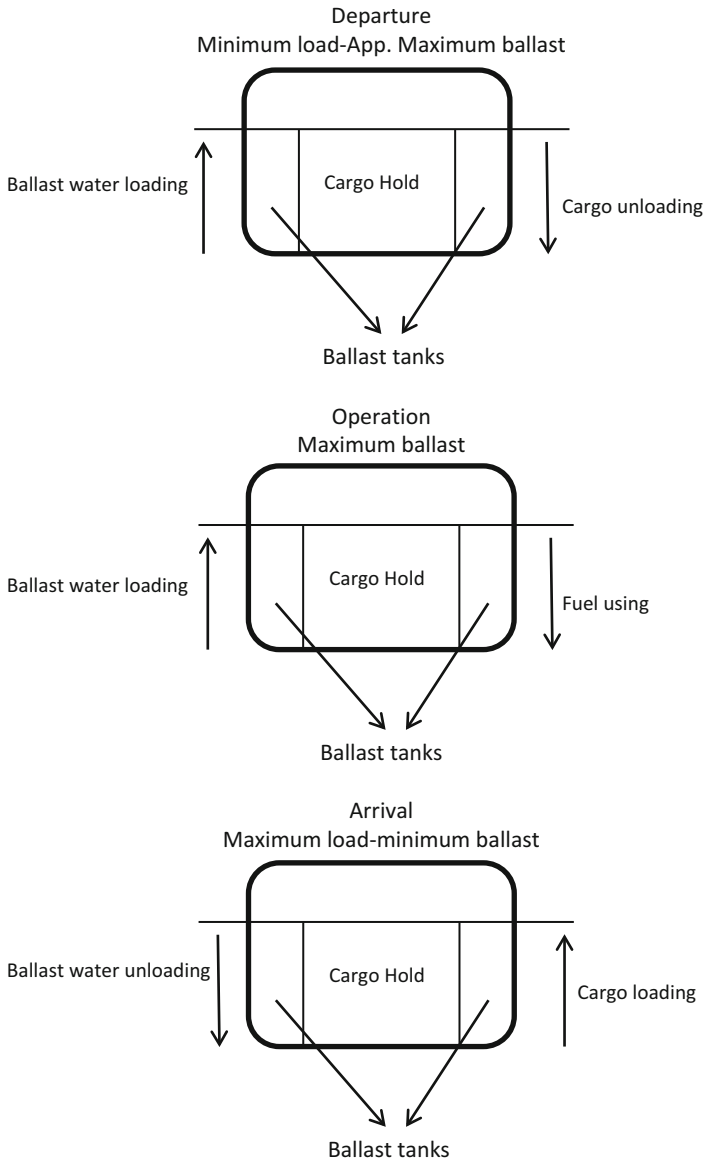 Departure
Minimum load-App. Maximum ballast
Ballast water loading
Cargo Hold
Cargo unloading
Ballast tanks
Operation
Maximum ballast
Ballast water loading
Cargo Hold
Fuel using
Ballast tanks
Arrival
Maximum load-minimum ballast
Ballast water unloading
Cargo Hold
Cargo loading
Ballast tanks